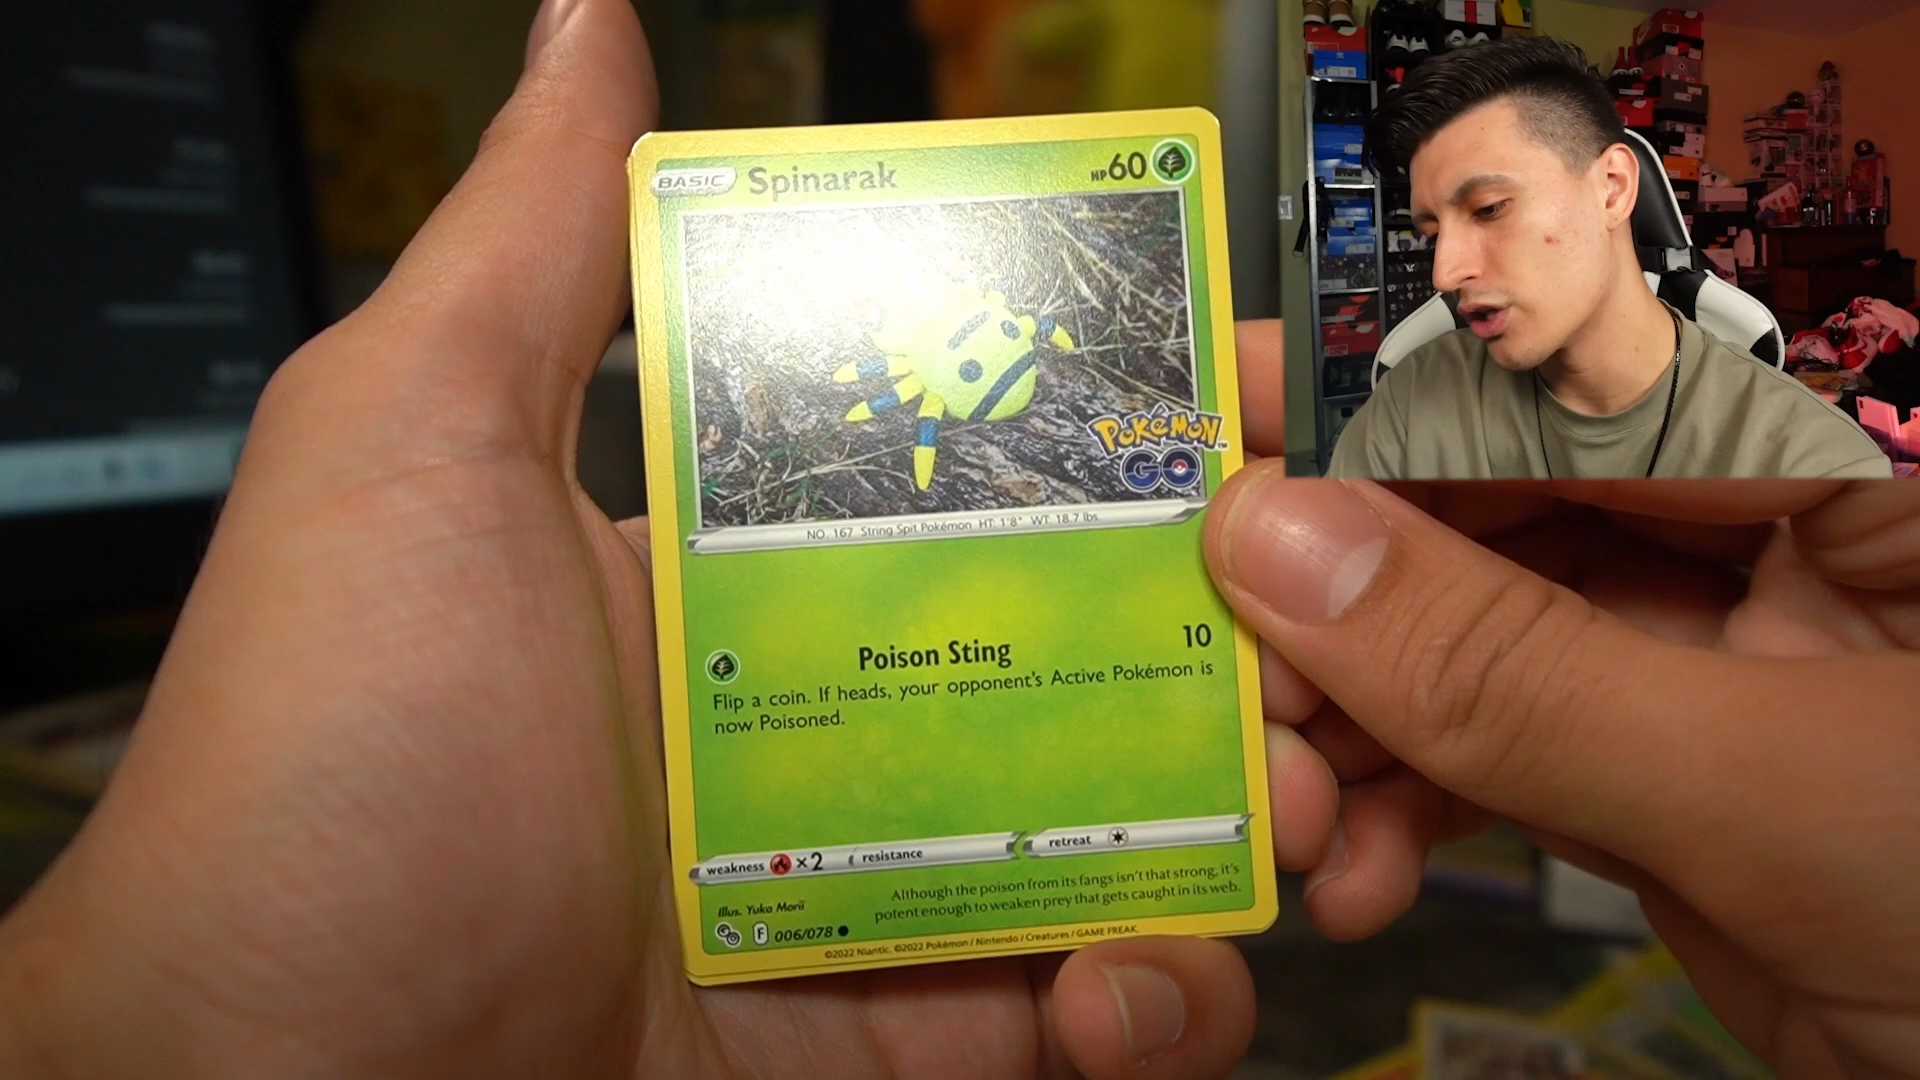 BASIC Spinarak HP60
POKéMON™
GO
NO. 167 String Spit Pokémon HT: 1'8" WT: 18.7 lbs.
Poison Sting 10
Flip a coin. If heads, your opponent's Active Pokémon is
now Poisoned.
weakness ×2 resistance retreat
Although the poison from its fangs isn't that strong, it's
potent enough to weaken prey that gets caught in its web.
Illus. Yuka Morii
F 006/078
©2022 Niantic. ©2022 Pokémon / Nintendo / Creatures / GAME FREAK.